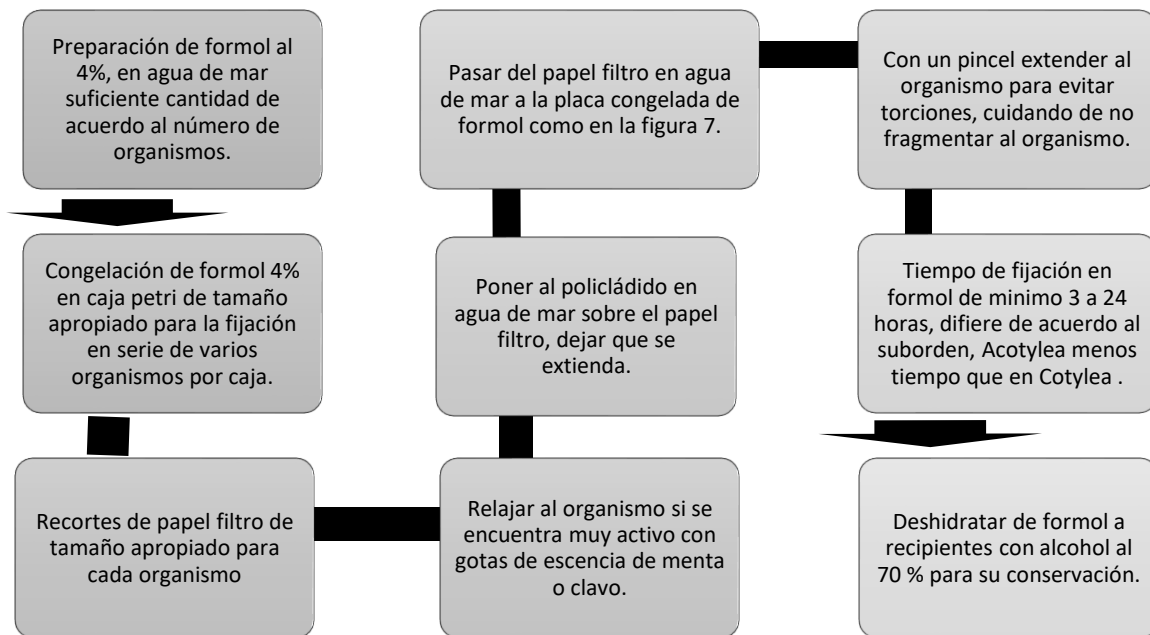 Preparación de formol al
4%, en agua de mar
suficiente cantidad de
acuerdo al número de
organismos.
Congelación de formol 4%
en caja petri de tamaño
apropiado para la fijación
en serie de varios
organismos por caja.
Recortes de papel filtro de
tamaño apropiado para
cada organismo
Relajar al organismo si se
encuentra muy activo con
gotas de escencia de menta
o clavo.
Poner al policládido en
agua de mar sobre el papel
filtro, dejar que se
extienda.
Pasar del papel filtro en agua
de mar a la placa congelada de
formol como en la figura 7.
Con un pincel extender al
organismo para evitar
torciones, cuidando de no
fragmentar al organismo.
Tiempo de fijación en
formol de minimo 3 a 24
horas, difiere de acuerdo al
suborden, Acotylea menos
tiempo que en Cotylea .
Deshidratar de formol a
recipientes con alcohol al
70 % para su conservación.